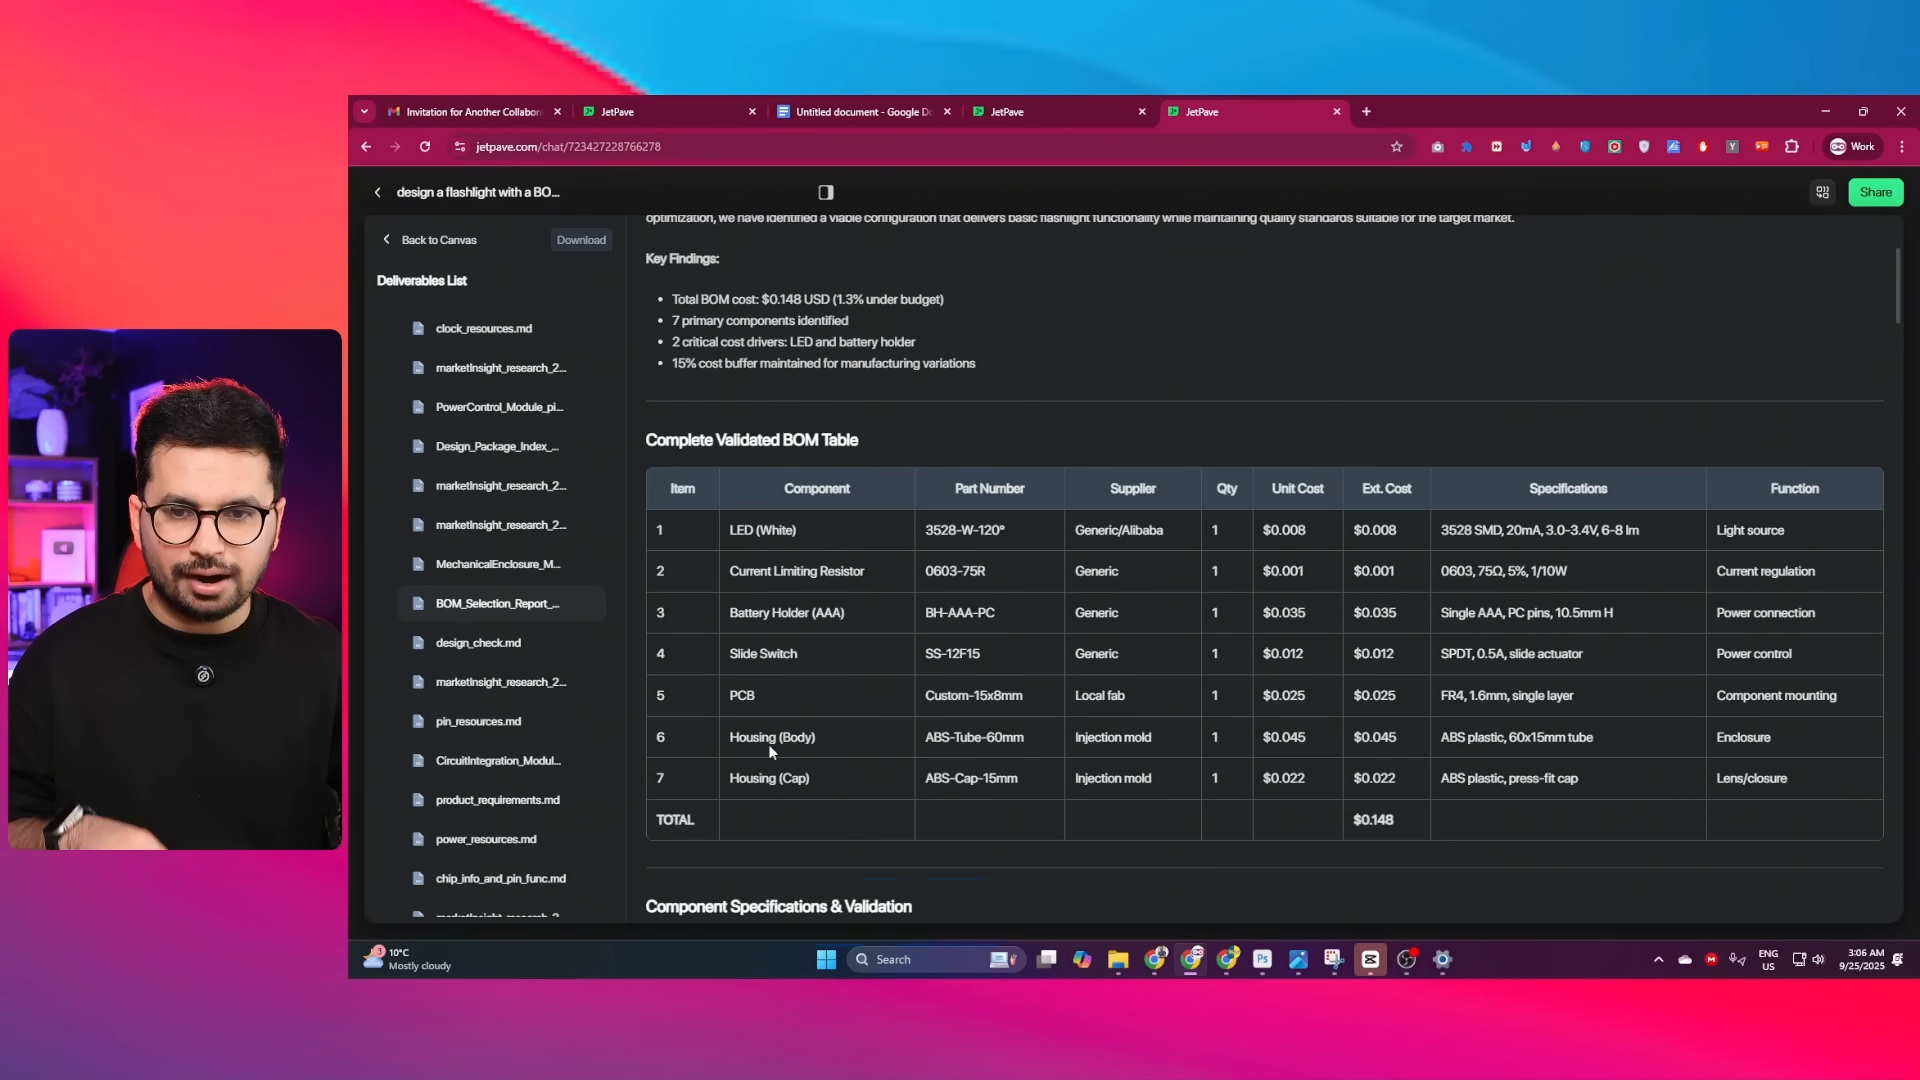 Invitation for Another Collabor
JetPave
Untitled document - Google D
JetPave
JetPave
jetpave.com/chat/723427228766278
Work
design a flashlight with a BO...
Share
Back to Canvas
Download
Deliverables List
clock_resources.md
marketInsight_research_2...
PowerControl_Module_pi...
Design_Package_Index_...
marketInsight_research_2...
marketInsight_research_2...
MechanicalEnclosure_M...
BOM_Selection_Report_...
design_check.md
marketInsight_research_2...
pin_resources.md
CircuitIntegration_Modul...
product_requirements.md
power_resources.md
chip_info_and_pin_func.md
optimization, we have identified a viable configuration that delivers basic flashlight functionality while maintaining quality standards suitable for the target market.
Key Findings:
• Total BOM cost: $0.148 USD (1.3% under budget)
• 7 primary components identified
• 2 critical cost drivers: LED and battery holder
• 15% cost buffer maintained for manufacturing variations
Complete Validated BOM Table
Item Component Part Number Supplier Qty Unit Cost Ext. Cost Specifications Function
1 LED (White) 3528-W-120° Generic/Alibaba 1 $0.008 $0.008 3528 SMD, 20mA, 3.0-3.4V, 6-8 lm Light source
2 Current Limiting Resistor 0603-75R Generic 1 $0.001 $0.001 0603, 75Ω, 5%, 1/10W Current regulation
3 Battery Holder (AAA) BH-AAA-PC Generic 1 $0.035 $0.035 Single AAA, PC pins, 10.5mm H Power connection
4 Slide Switch SS-12F15 Generic 1 $0.012 $0.012 SPDT, 0.5A, slide actuator Power control
5 PCB Custom-15x8mm Local fab 1 $0.025 $0.025 FR4, 1.6mm, single layer Component mounting
6 Housing (Body) ABS-Tube-60mm Injection mold 1 $0.045 $0.045 ABS plastic, 60x15mm tube Enclosure
7 Housing (Cap) ABS-Cap-15mm Injection mold 1 $0.022 $0.022 ABS plastic, press-fit cap Lens/closure
TOTAL $0.148
Component Specifications & Validation
3
10°C
Mostly cloudy
Search
Ps
ENG
US
3:06 AM
9/25/2025